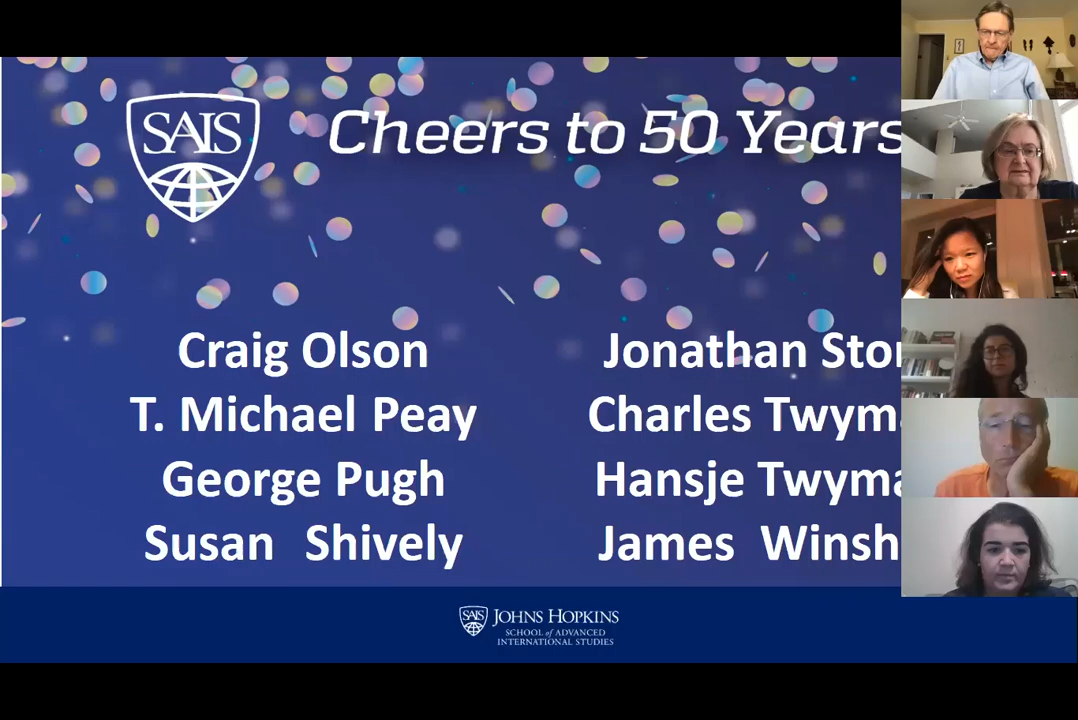 SAIS
Cheers to 50 Years
Craig Olson
Jonathan
T. Michael Peay
Charles
George Pugh
Hansje
Susan Shively
James
SAIS JOHNS HOPKINS
SCHOOL of ADVANCED
INTERNATIONAL STUDIES